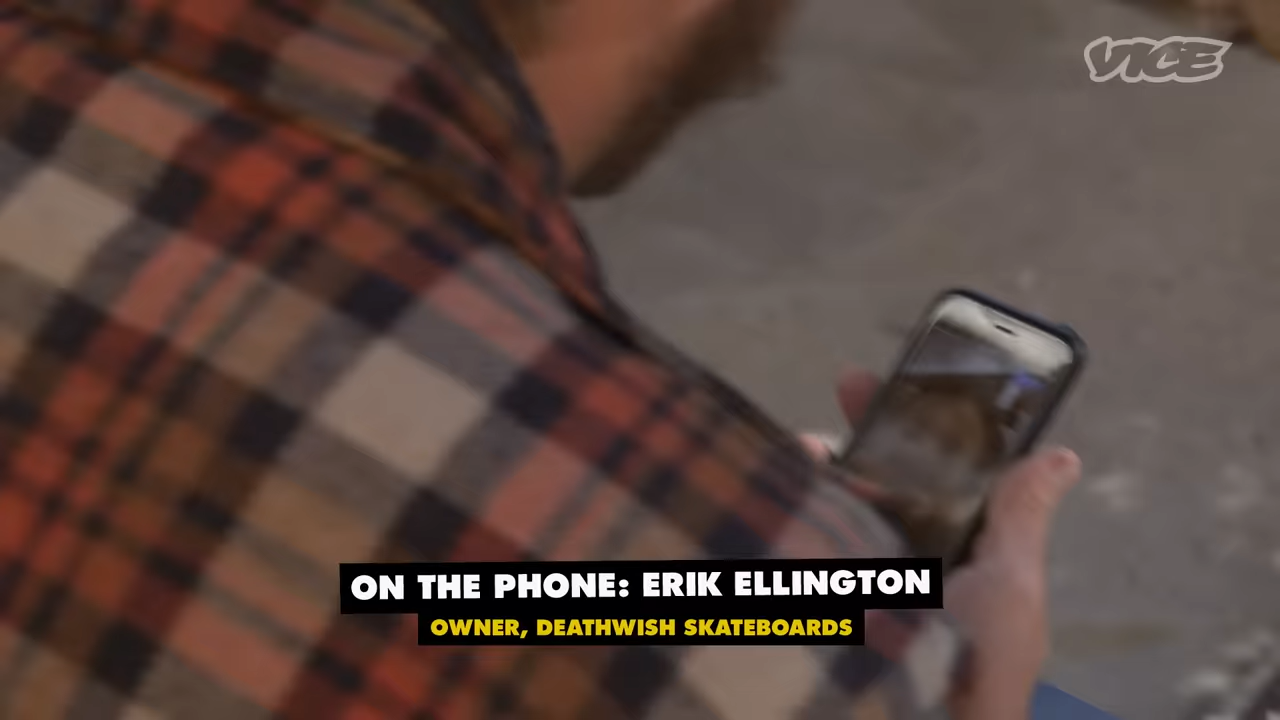 VICE
ON THE PHONE: ERIK ELLINGTON
OWNER, DEATHWISH SKATEBOARDS